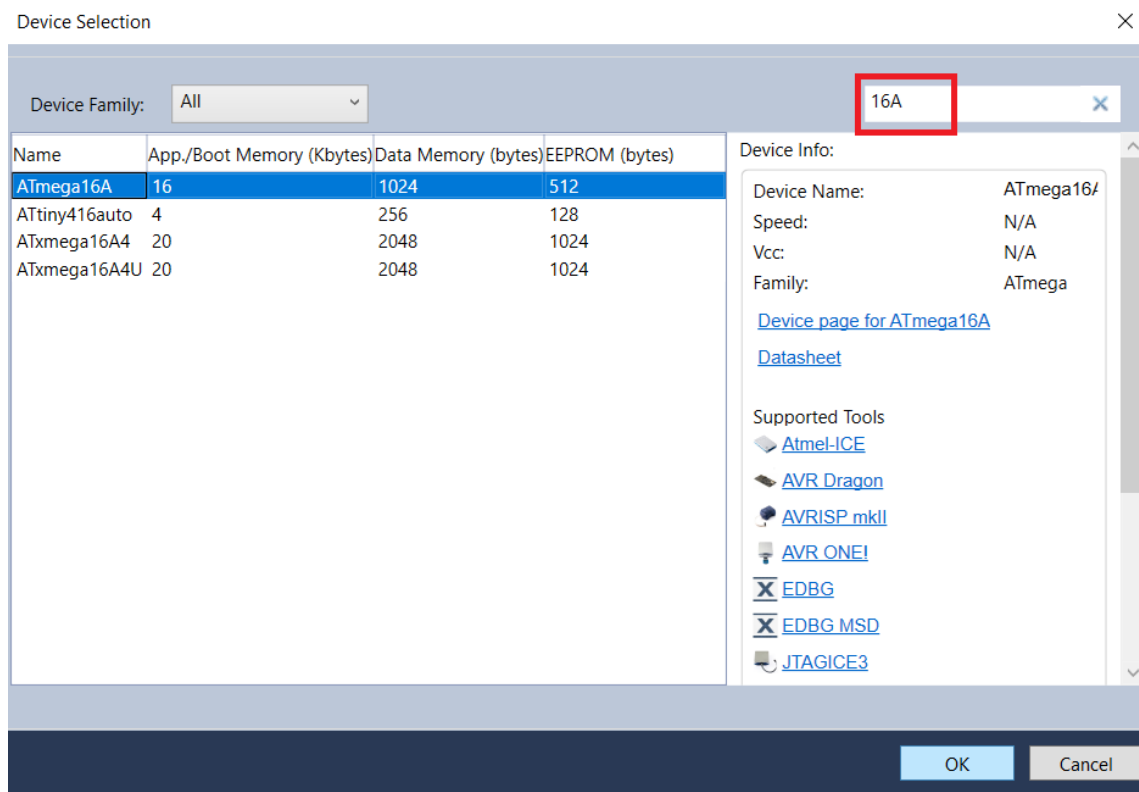 Device Selection
Device Family: All 16A
Name App./Boot Memory (Kbytes) Data Memory (bytes) EEPROM (bytes)
ATmega16A 16 1024 512
ATtiny416auto 4 256 128
ATxmega16A4 20 2048 1024
ATxmega16A4U 20 2048 1024
Device Info:
Device Name: ATmega16A
Speed: N/A
Vcc: N/A
Family: ATmega
Device page for ATmega16A
Datasheet
Supported Tools
Atmel-ICE
AVR Dragon
AVRISP mkII
AVR ONE!
EDBG
EDBG MSD
JTAGICE3
OK Cancel